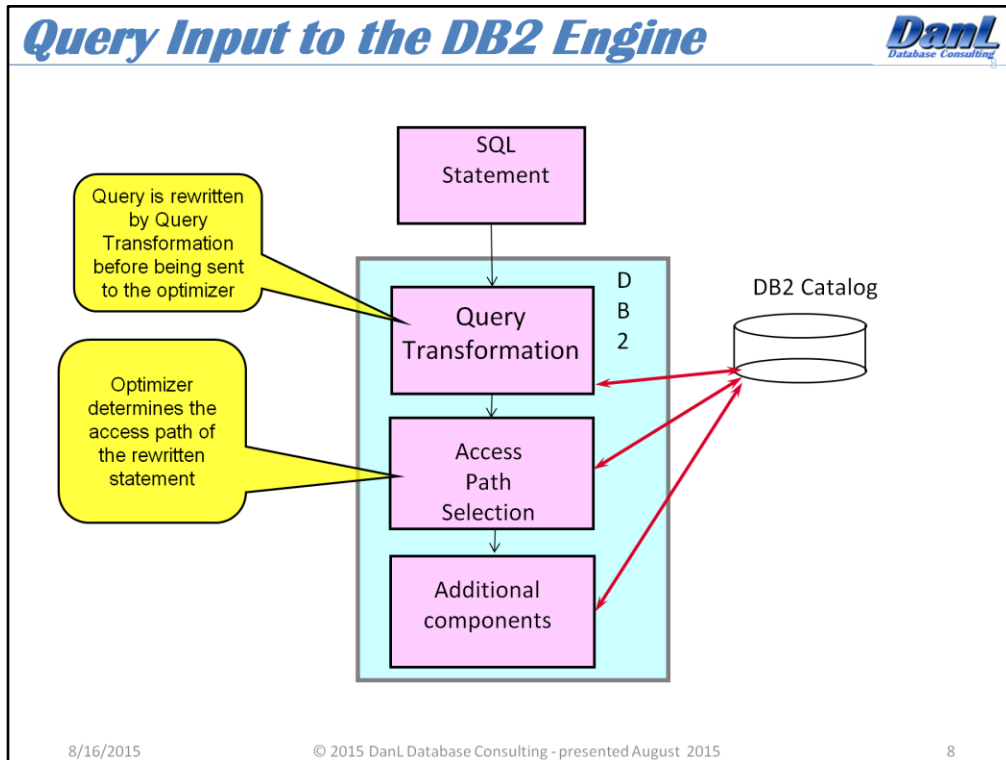 Query Input to the DB2 Engine
DanL
Database Consulting
8
SQL
Statement
Query is rewritten
by Query
Transformation
before being sent
to the optimizer
D
B
2
DB2 Catalog
Query
Transformation
Optimizer
determines the
access path of
the rewritten
statement
Access
Path
Selection
Additional
components
8/16/2015
© 2015 DanL Database Consulting - presented August 2015
8